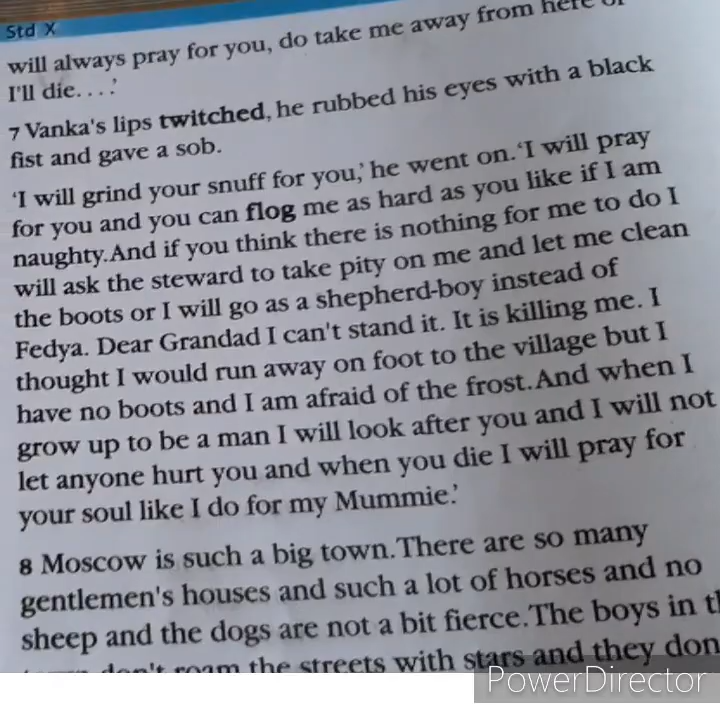 Std X
will always pray for you, do take me away from here or
I'll die. . . .'
7 Vanka's lips twitched, he rubbed his eyes with a black
fist and gave a sob.
'I will grind your snuff for you,' he went on. 'I will pray
for you and you can flog me as hard as you like if I am
naughty. And if you think there is nothing for me to do I
will ask the steward to take pity on me and let me clean
the boots or I will go as a shepherd-boy instead of
Fedya. Dear Grandad I can't stand it. It is killing me. I
thought I would run away on foot to the village but I
have no boots and I am afraid of the frost. And when I
grow up to be a man I will look after you and I will not
let anyone hurt you and when you die I will pray for
your soul like I do for my Mummie.'
8 Moscow is such a big town. There are so many
gentlemen's houses and such a lot of horses and no
sheep and the dogs are not a bit fierce. The boys in
don't roam the streets with stars and they don
PowerDirector